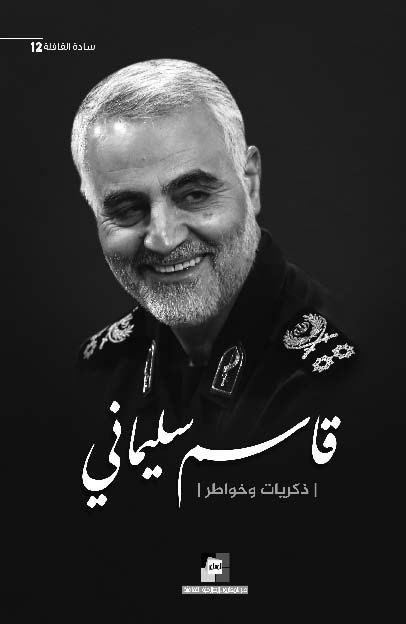 سادة القافلة 12
قاسم سليماني
| ذكريات وخواطر |